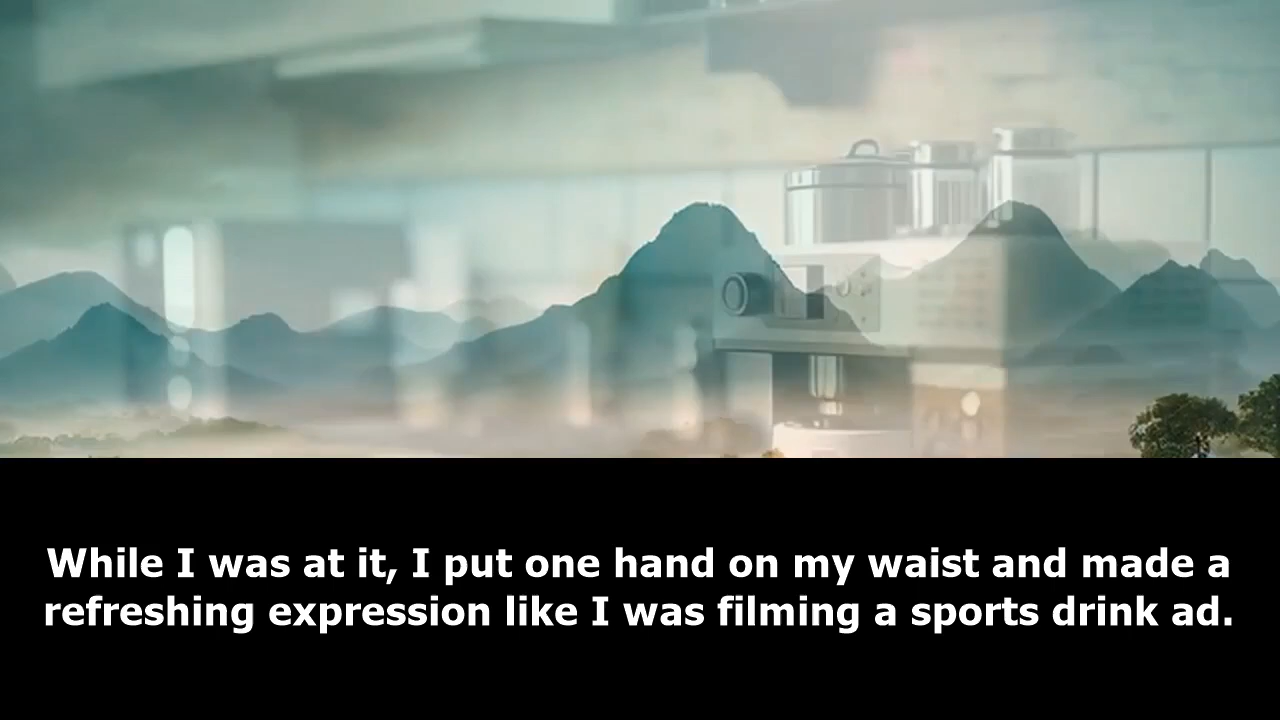 While I was at it, I put one hand on my waist and made a
refreshing expression like I was filming a sports drink ad.